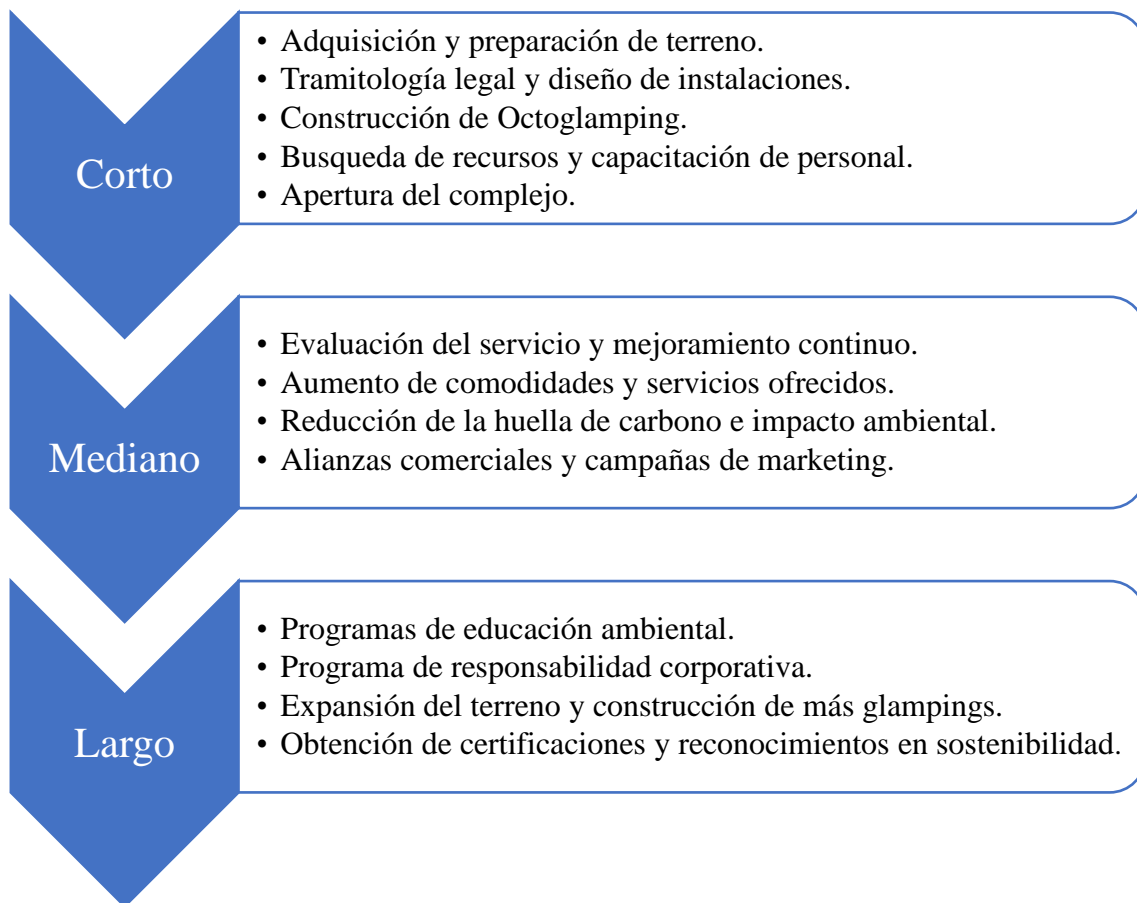 Corto
• Adquisición y preparación de terreno.
• Tramitología legal y diseño de instalaciones.
• Construcción de Octoglamping.
• Busqueda de recursos y capacitación de personal.
• Apertura del complejo.
Mediano
• Evaluación del servicio y mejoramiento continuo.
• Aumento de comodidades y servicios ofrecidos.
• Reducción de la huella de carbono e impacto ambiental.
• Alianzas comerciales y campañas de marketing.
Largo
• Programas de educación ambiental.
• Programa de responsabilidad corporativa.
• Expansión del terreno y construcción de más glampings.
• Obtención de certificaciones y reconocimientos en sostenibilidad.